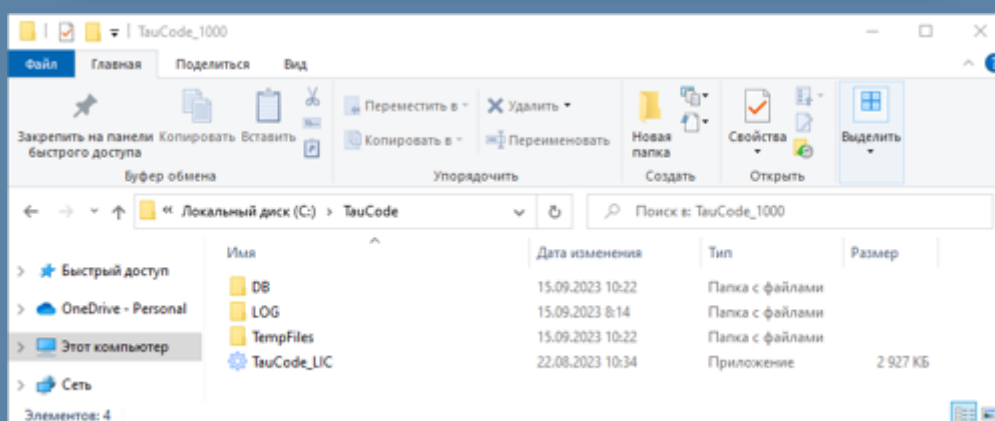 TauCode_1000
Файл Главная Поделиться Вид
Закрепить на панели быстрого доступа
Копировать
Вставить
Буфер обмена
Переместить в
Копировать в
Удалить
Переименовать
Упорядочить
Новая папка
Создать
Свойства
Открыть
Выделить
« Локальный диск (C:) › TauCode
Поиск в: TauCode_1000
Быстрый доступ
OneDrive - Personal
Этот компьютер
Сеть
Имя Дата изменения Тип Размер
DB 15.09.2023 10:22 Папка с файлами
LOG 15.09.2023 8:14 Папка с файлами
TempFiles 15.09.2023 10:22 Папка с файлами
TauCode_LIC 22.08.2023 10:34 Приложение 2 927 КБ
Элементов: 4